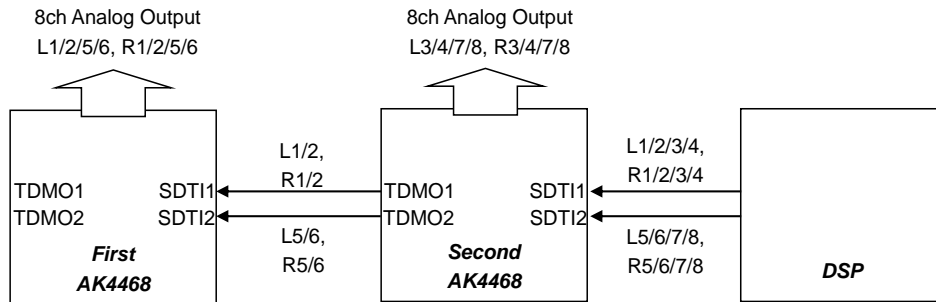 8ch Analog Output
L1/2/5/6, R1/2/5/6
8ch Analog Output
L3/4/7/8, R3/4/7/8
TDMO1
TDMO2
SDTI1
SDTI2
First
AK4468
L1/2,
R1/2
L5/6,
R5/6
TDMO1
TDMO2
SDTI1
SDTI2
Second
AK4468
L1/2/3/4,
R1/2/3/4
L5/6/7/8,
R5/6/7/8
DSP